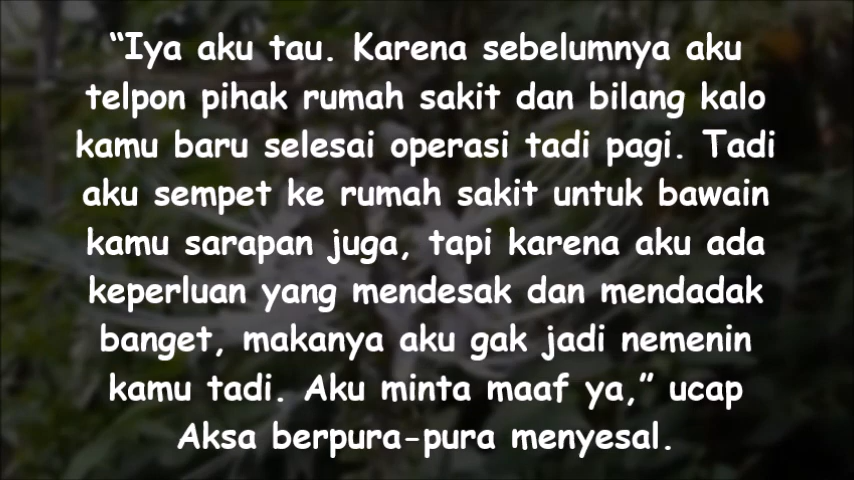 “Iya aku tau. Karena sebelumnya aku
telpon pihak rumah sakit dan bilang kalo
kamu baru selesai operasi tadi pagi. Tadi
aku sempet ke rumah sakit untuk bawain
kamu sarapan juga, tapi karena aku ada
keperluan yang mendesak dan mendadak
banget, makanya aku gak jadi nemenin
kamu tadi. Aku minta maaf ya,” ucap
Aksa berpura-pura menyesal.